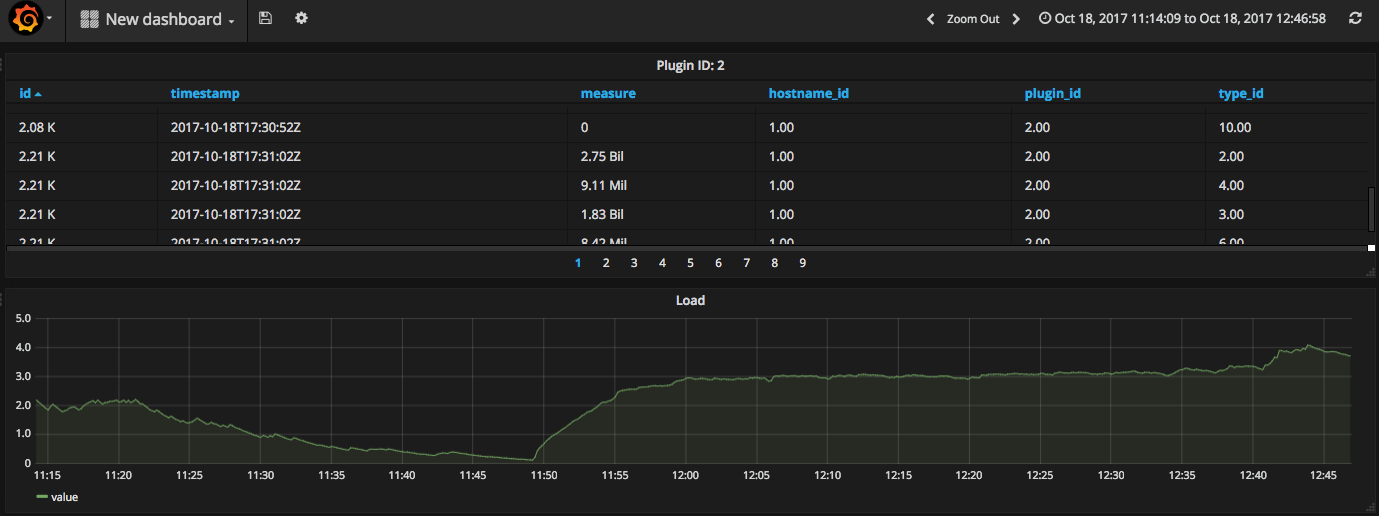 New dashboard
Zoom Out Oct 18, 2017 11:14:09 to Oct 18, 2017 12:46:58
Plugin ID: 2
id timestamp measure hostname_id plugin_id type_id
2.08 K 2017-10-18T17:30:52Z 0 1.00 2.00 10.00
2.21 K 2017-10-18T17:31:02Z 2.75 Bil 1.00 2.00 2.00
2.21 K 2017-10-18T17:31:02Z 9.11 Mil 1.00 2.00 4.00
2.21 K 2017-10-18T17:31:02Z 1.83 Bil 1.00 2.00 3.00
2.21 K 2017-10-18T17:31:02Z 8.42 Mil 1.00 2.00 6.00
1 2 3 4 5 6 7 8 9
Load
5.0
4.0
3.0
2.0
1.0
0
11:15 11:20 11:25 11:30 11:35 11:40 11:45 11:50 11:55 12:00 12:05 12:10 12:15 12:20 12:25 12:30 12:35 12:40 12:45
value